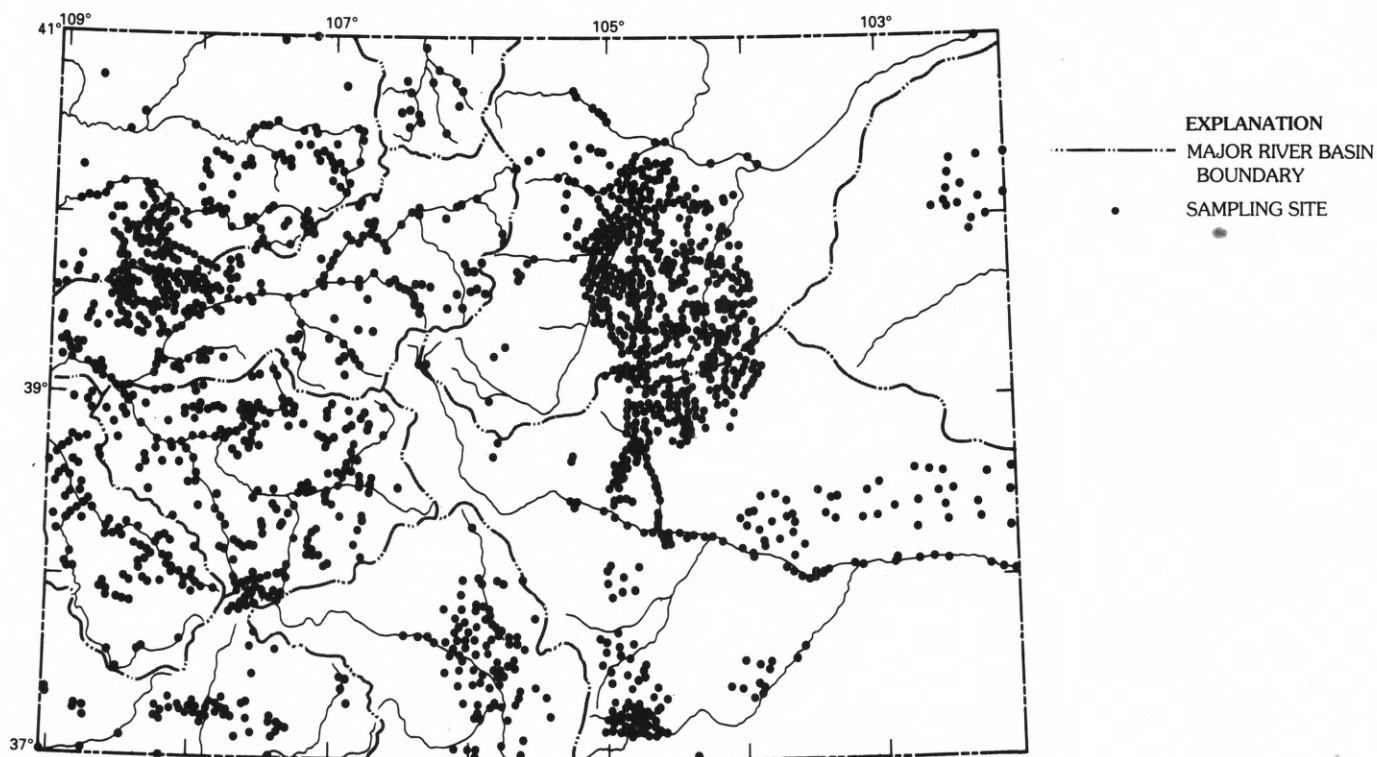 109°
107°
105°
103°
41°
39°
37°
EXPLANATION
MAJOR RIVER BASIN
BOUNDARY
SAMPLING SITE